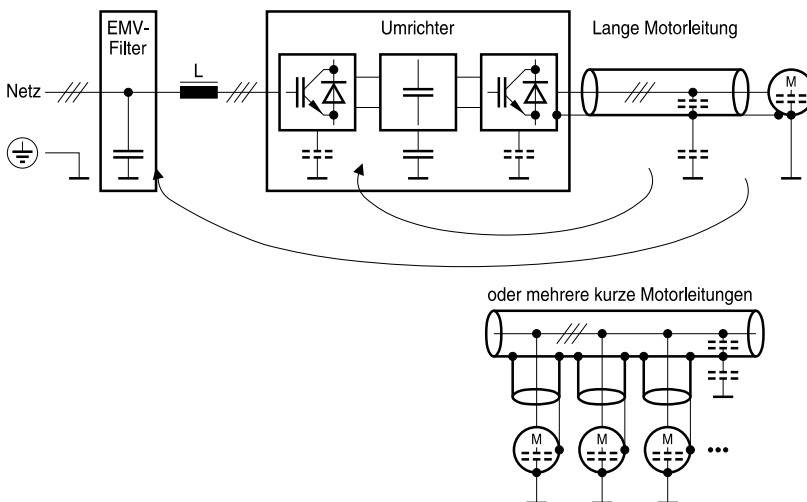 EMV-
Filter
Umrichter
Lange Motorleitung
L
Netz
M
oder mehrere kurze Motorleitungen
M
M
M